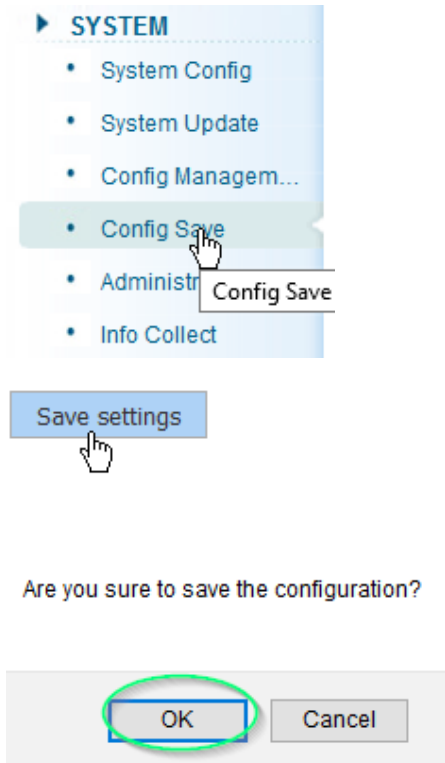 SYSTEM
System Config
System Update
Config Managem...
Config Save
Administr
Config Save
Info Collect
Save settings
Are you sure to save the configuration?
OK Cancel